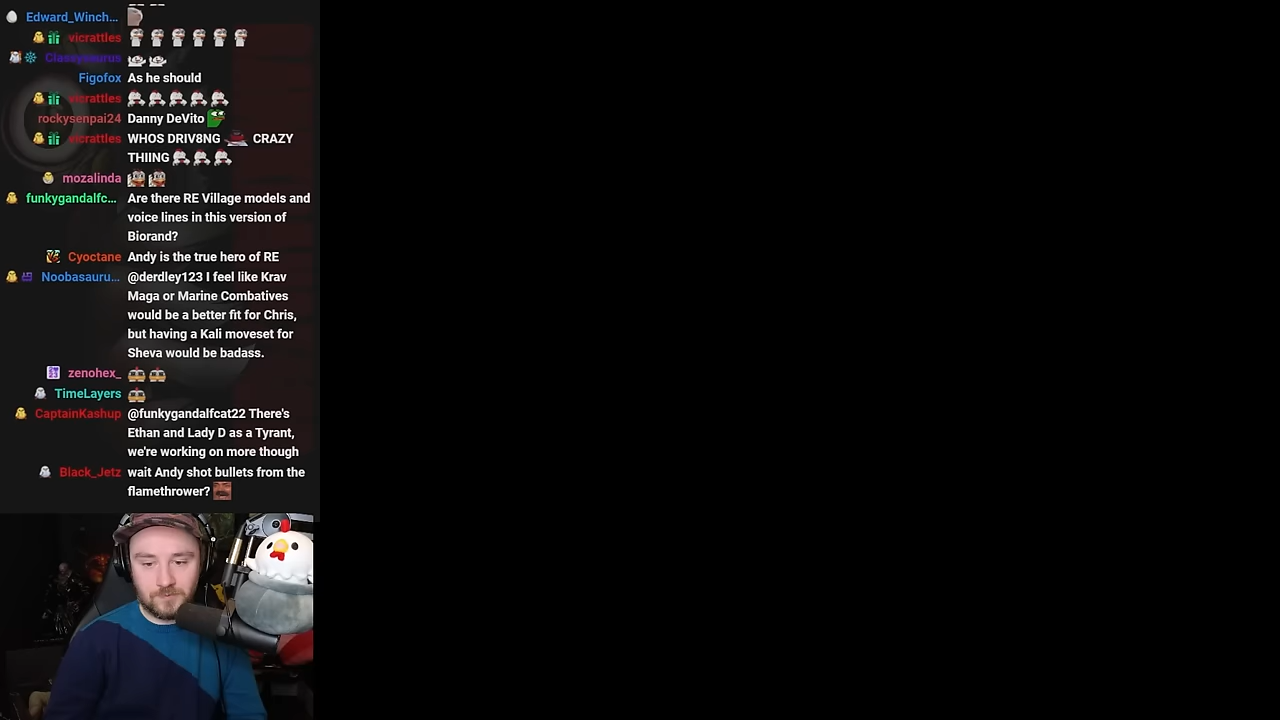 Edward_Winch...
vicrattles
Claasysaurus
Figofox As he should
vicrattles
rockysenpai24 Danny DeVito
vicrattles WHOS DRIV8NG CRAZY
THIING
mozalinda
funkygandalfc... Are there RE Village models and
voice lines in this version of
Biorand?
Cyoctane Andy is the true hero of RE
Noobasauru... @derdley123 I feel like Krav
Maga or Marine Combatives
would be a better fit for Chris,
but having a Kali moveset for
Sheva would be badass.
zenohex_
TimeLayers
CaptainKashup @funkygandalfcat22 There's
Ethan and Lady D as a Tyrant,
we're working on more though
Black_Jetz wait Andy shot bullets from the
flamethrower?